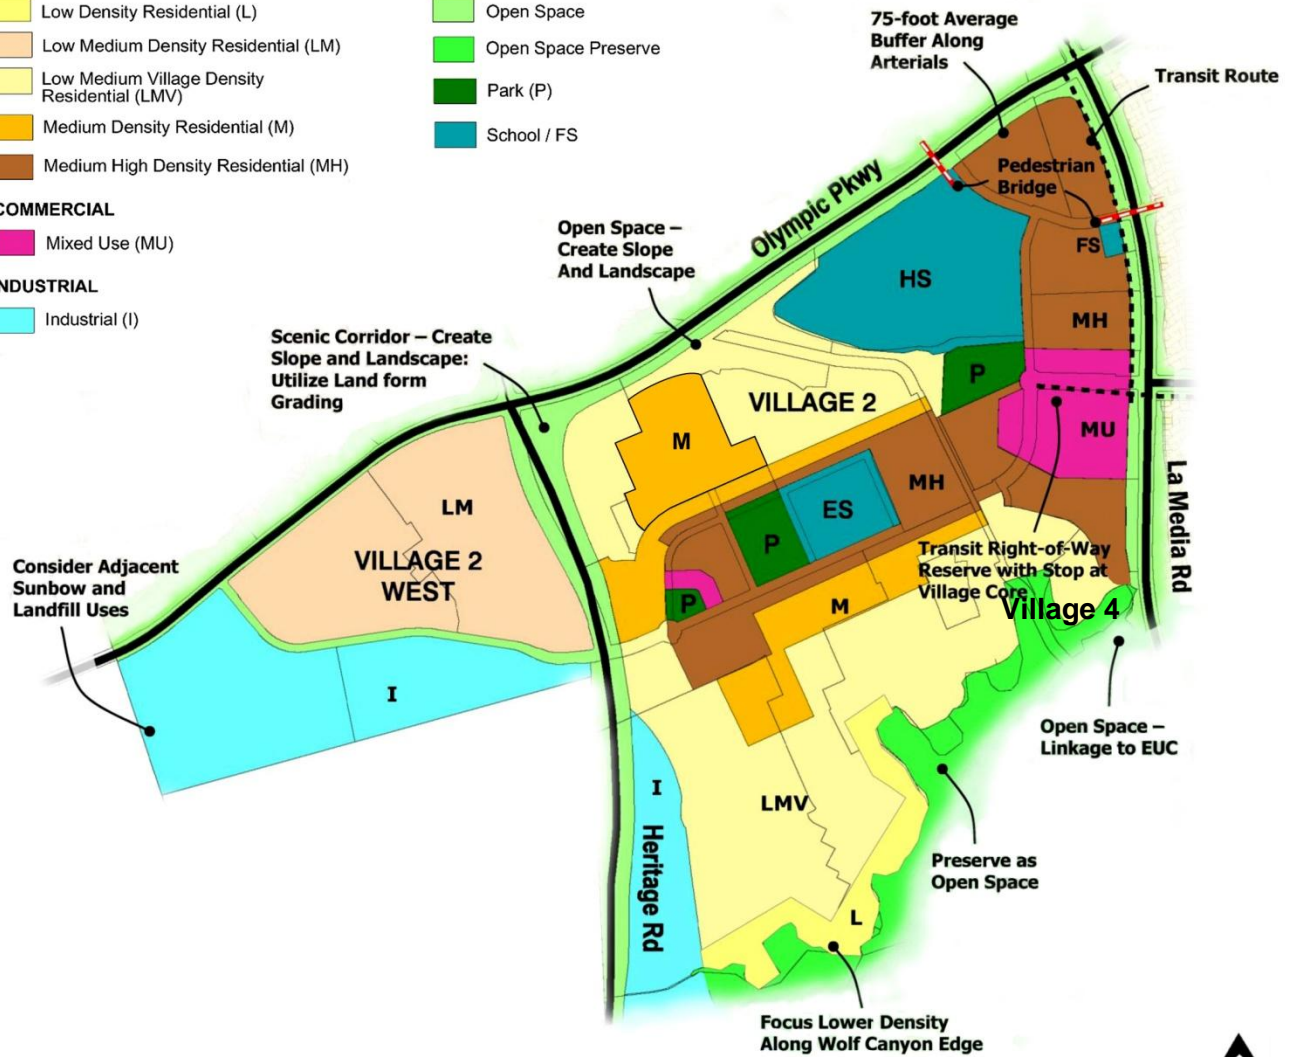 Low Density Residential (L)
Low Medium Density Residential (LM)
Low Medium Village Density
Residential (LMV)
Medium Density Residential (M)
Medium High Density Residential (MH)
COMMERCIAL
Mixed Use (MU)
INDUSTRIAL
Industrial (I)
Open Space
Open Space Preserve
Park (P)
School / FS
75-foot Average
Buffer Along
Arterials
Transit Route
Pedestrian
Bridge
Olympic Pkwy
Open Space –
Create Slope
And Landscape
Scenic Corridor – Create
Slope and Landscape:
Utilize Land form
Grading
HS
FS
MH
P
VILLAGE 2
MU
M
MH
ES
P
LM
VILLAGE 2
WEST
La Media Rd
Transit Right-of-Way
Reserve with Stop at
Village Core
Consider Adjacent
Sunbow and
Landfill Uses
P
M
Village 4
I
Open Space –
Linkage to EUC
I
LMV
Heritage Rd
Preserve as
Open Space
L
Focus Lower Density
Along Wolf Canyon Edge